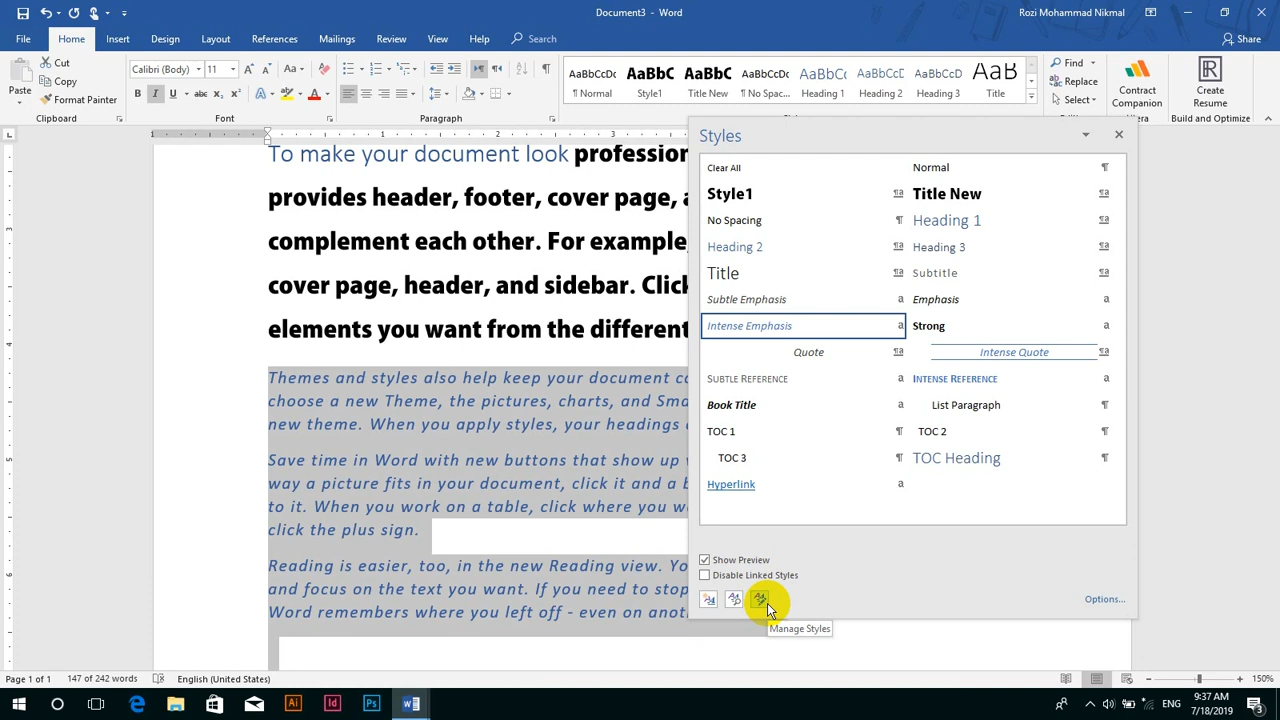 Document3 - Word
Rozi Mohammad Nikmal
File Home Insert Design Layout References Mailings Review View Help Search Share
Paste
Cut
Copy
Format Painter
Clipboard
Calibri (Body) 11
Font
Paragraph
AaBbCcDc AaBbC AaBbC AaBbCcDc AaBbC AaBbCcD AaBbCcD AaB
¶ Normal Style1 Title New ¶ No Spac... Heading 1 Heading 2 Heading 3 Title
Find
Replace
Select
Contract Companion
Create Resume
Build and Optimize
Styles
Clear All Normal
Style1 Title New
No Spacing Heading 1
Heading 2 Heading 3
Title Subtitle
Subtle Emphasis Emphasis
Intense Emphasis Strong
Quote Intense Quote
SUBTLE REFERENCE INTENSE REFERENCE
Book Title List Paragraph
TOC 1 TOC 2
TOC 3 TOC Heading
Hyperlink
Show Preview
Disable Linked Styles
Options...
Manage Styles
To make your document look profession
provides header, footer, cover page, a
complement each other. For example,
cover page, header, and sidebar. Click
elements you want from the different
Themes and styles also help keep your document co
choose a new Theme, the pictures, charts, and Sma
new theme. When you apply styles, your headings c
Save time in Word with new buttons that show up w
way a picture fits in your document, click it and a b
to it. When you work on a table, click where you w
click the plus sign.
Reading is easier, too, in the new Reading view. Yo
and focus on the text you want. If you need to stop
Word remembers where you left off - even on anot
Page 1 of 1 147 of 242 words English (United States) 150%
ENG
9:37 AM
7/18/2019